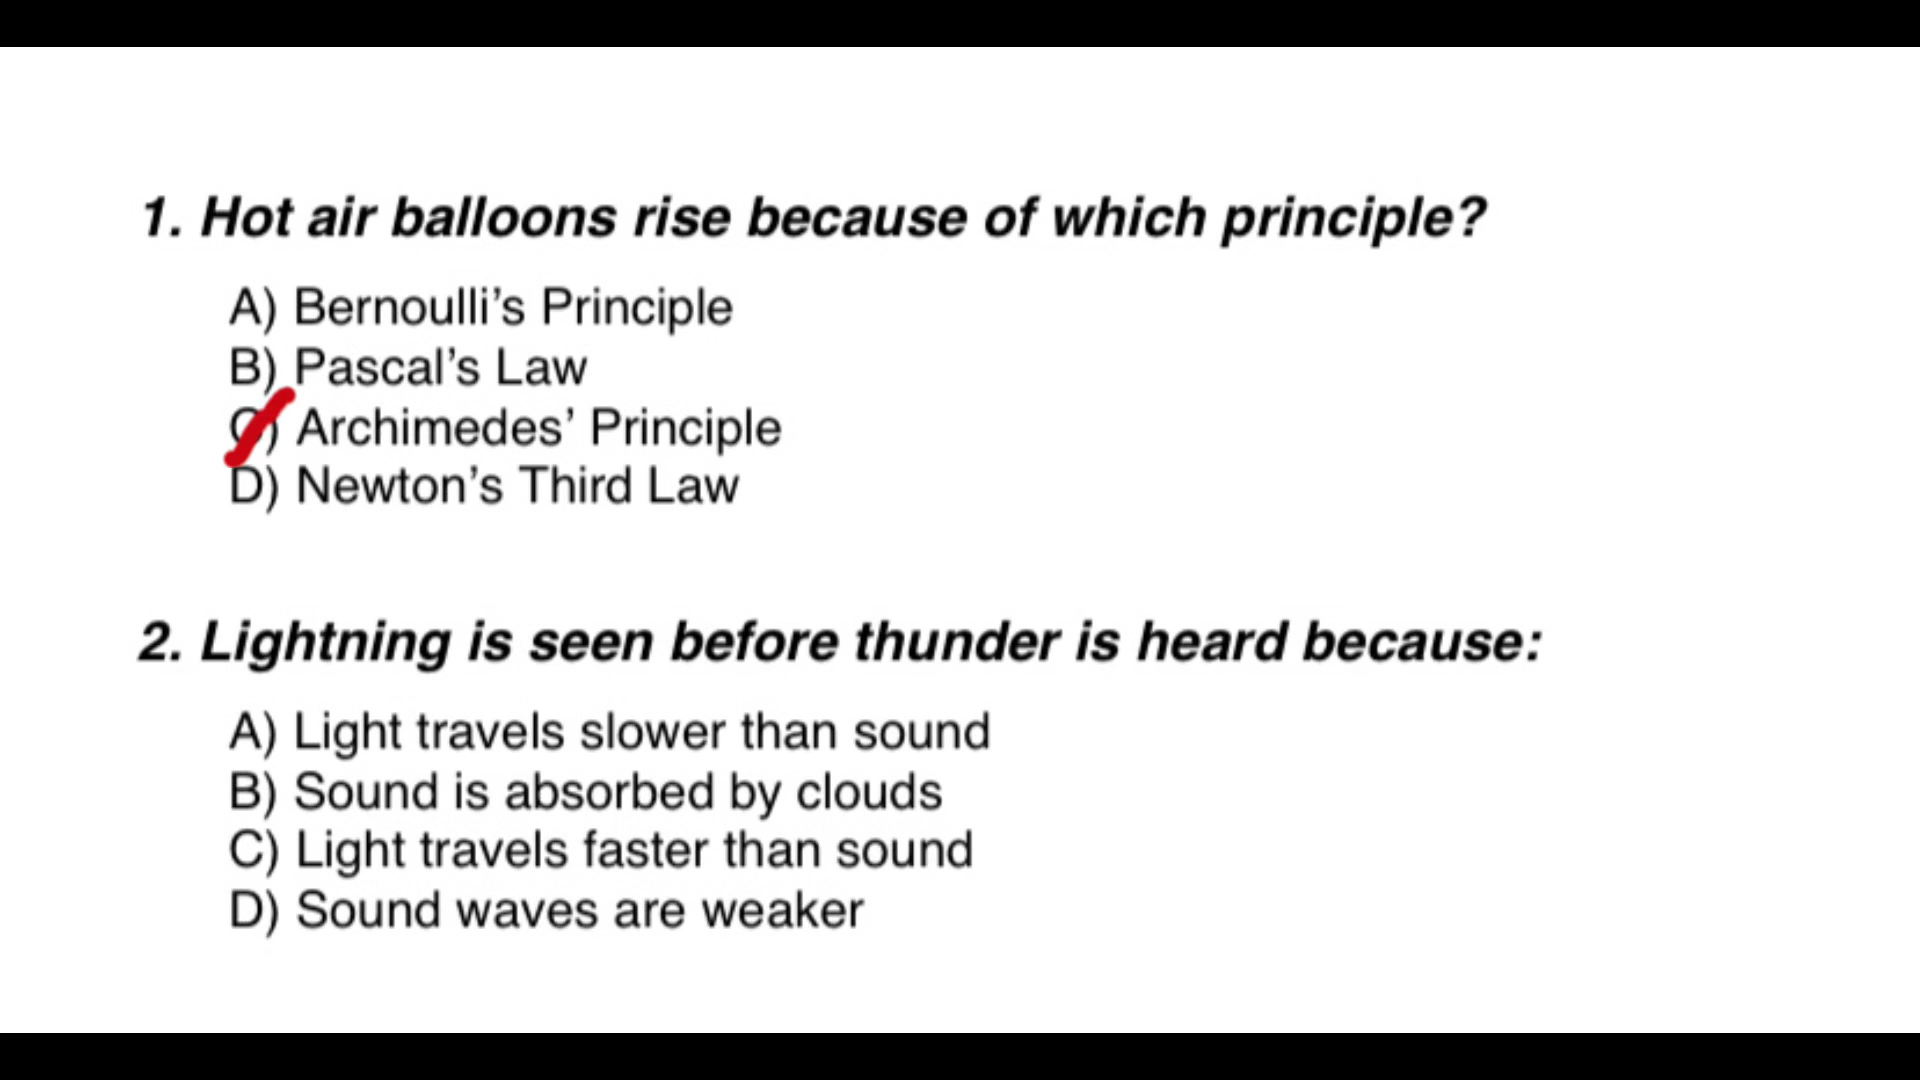 1. Hot air balloons rise because of which principle?
A) Bernoulli’s Principle
B) Pascal’s Law
C) Archimedes’ Principle
D) Newton’s Third Law
2. Lightning is seen before thunder is heard because:
A) Light travels slower than sound
B) Sound is absorbed by clouds
C) Light travels faster than sound
D) Sound waves are weaker